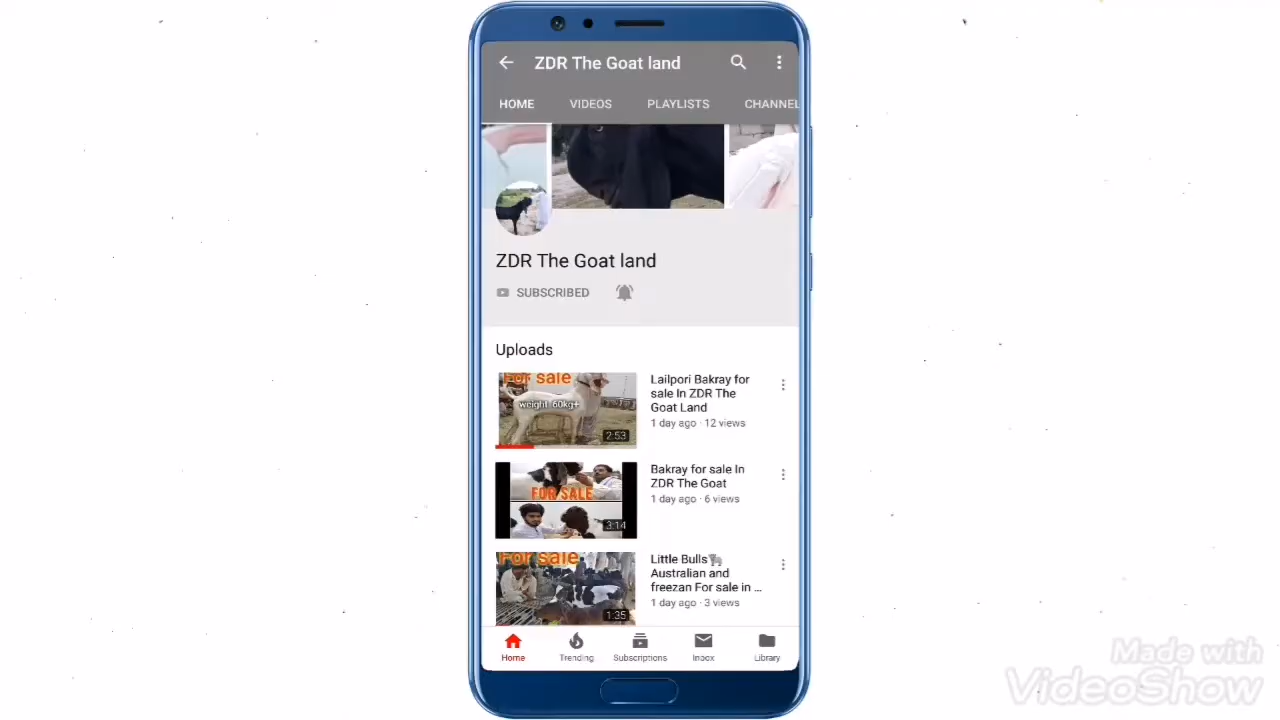 ZDR The Goat land
HOME VIDEOS PLAYLISTS CHANNEL
ZDR The Goat land
SUBSCRIBED
Uploads
For sale
weight 60kg+
2:53
Lailpori Bakray for
sale In ZDR The
Goat Land
1 day ago · 12 views
FOR SALE
3:14
Bakray for sale In
ZDR The Goat
1 day ago · 6 views
For sale
1:35
Little Bulls🐂
Australian and
freezan For sale in ...
1 day ago · 3 views
Home Trending Subscriptions Inbox Library
Made with
VideoShow